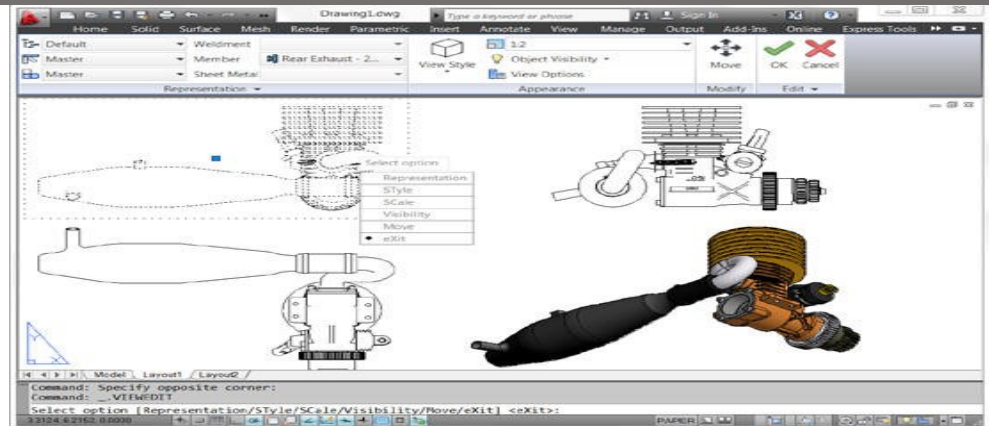 Drawing1.dwg
Type a keyword or phrase
Sign In
Home Solid Surface Mesh Render Parametric Insert Annotate View Manage Output Add-Ins Online Express Tools
Default Weldment 1:2
Master Member Rear Exhaust - 2... View Style Object Visibility Move OK Cancel
Master Sheet Metal View Options
Representation Appearance Modify Edit
Select option
Representation
STyle
SCale
Visibility
Move
eXit
Y
X
Model Layout1 Layout2
Command: Specify opposite corner:
Command: _.VIEWEDIT
Select option [Representation/STyle/SCale/Visibility/Move/eXit] <eXit>:
PAPER